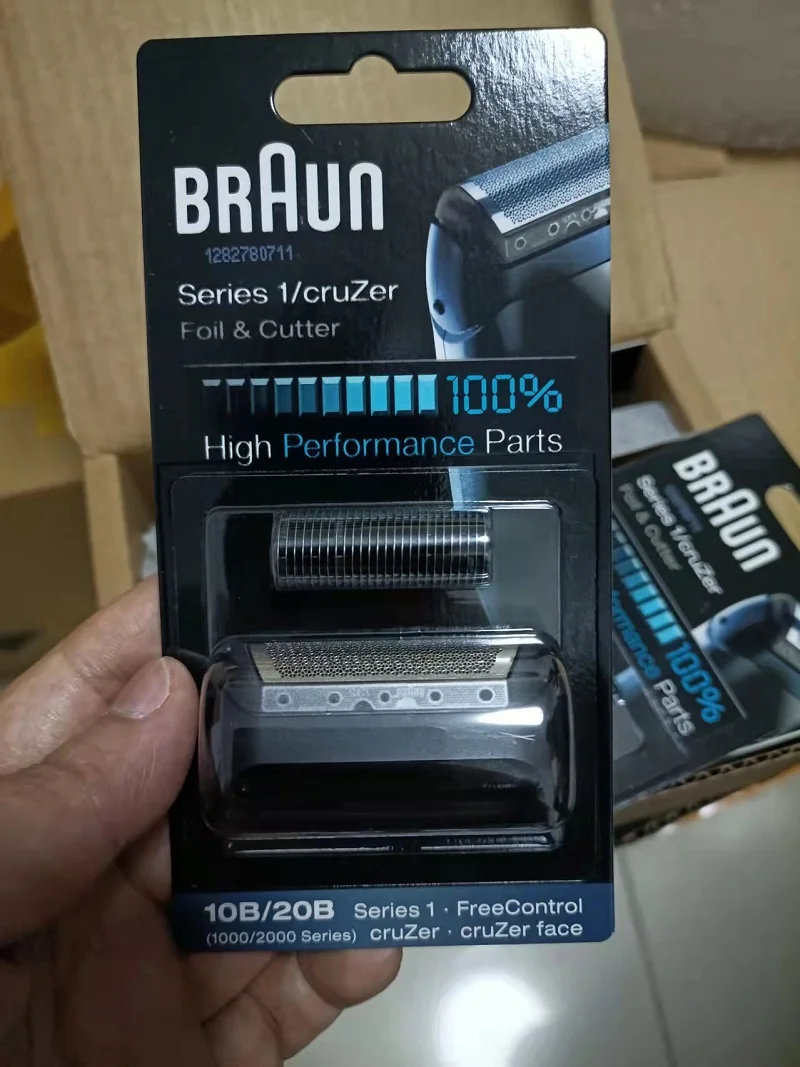 BRAUN
1282780711
Series 1/cruZer
Foil & Cutter
100%
High Performance Parts
10B/20B Series 1 · FreeControl
(1000/2000 Series) cruZer · cruZer face
BRAUN
Series 1/cruZer
Foil & Cutter
100%
Parts